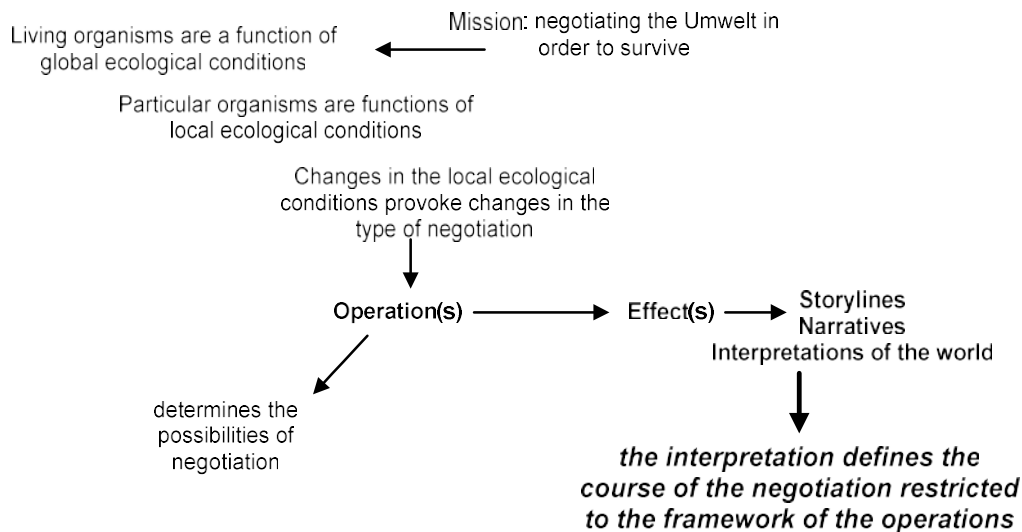 Mission: negotiating the Umwelt in
order to survive
Living organisms are a function of
global ecological conditions
Particular organisms are functions of
local ecological conditions
Changes in the local ecological
conditions provoke changes in the
type of negotiation
Operation(s)
Effect(s)
Storylines
Narratives
Interpretations of the world
determines the
possibilities of
negotiation
the interpretation defines the
course of the negotiation restricted
to the framework of the operations